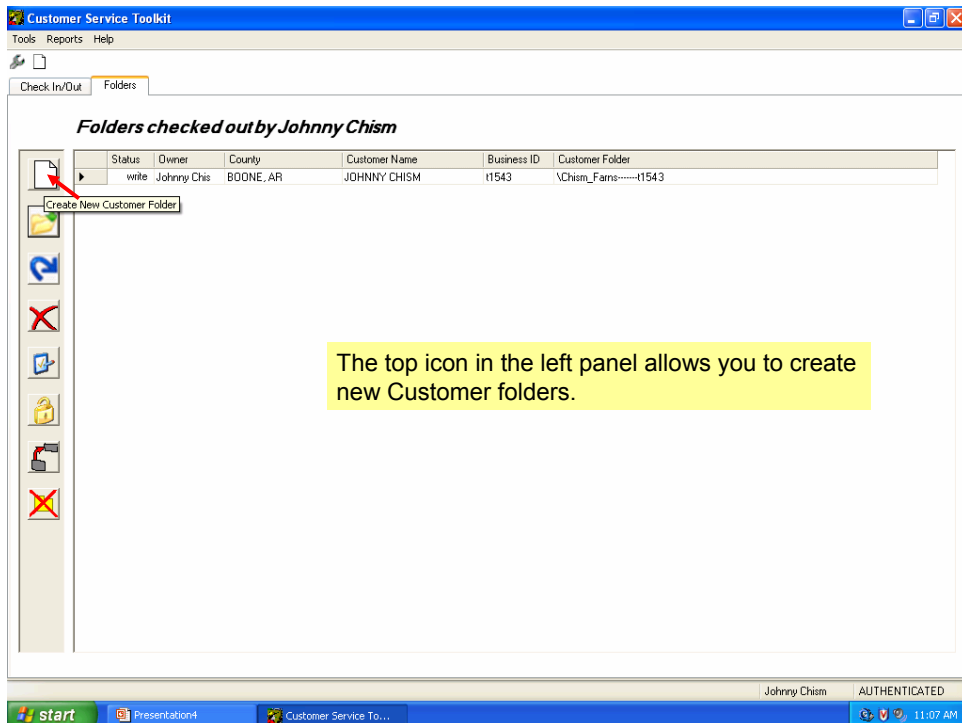 Customer Service Toolkit
Tools Reports Help
Check In/Out Folders
Folders checked out by Johnny Chism
Status Owner County Customer Name Business ID Customer Folder
write Johnny Chis BOONE, AR JOHNNY CHISM t1543 \Chism_Farns-------t1543
Create New Customer Folder
The top icon in the left panel allows you to create
new Customer folders.
Johnny Chism AUTHENTICATED
start Presentation4 Customer Service To... 11:07 AM